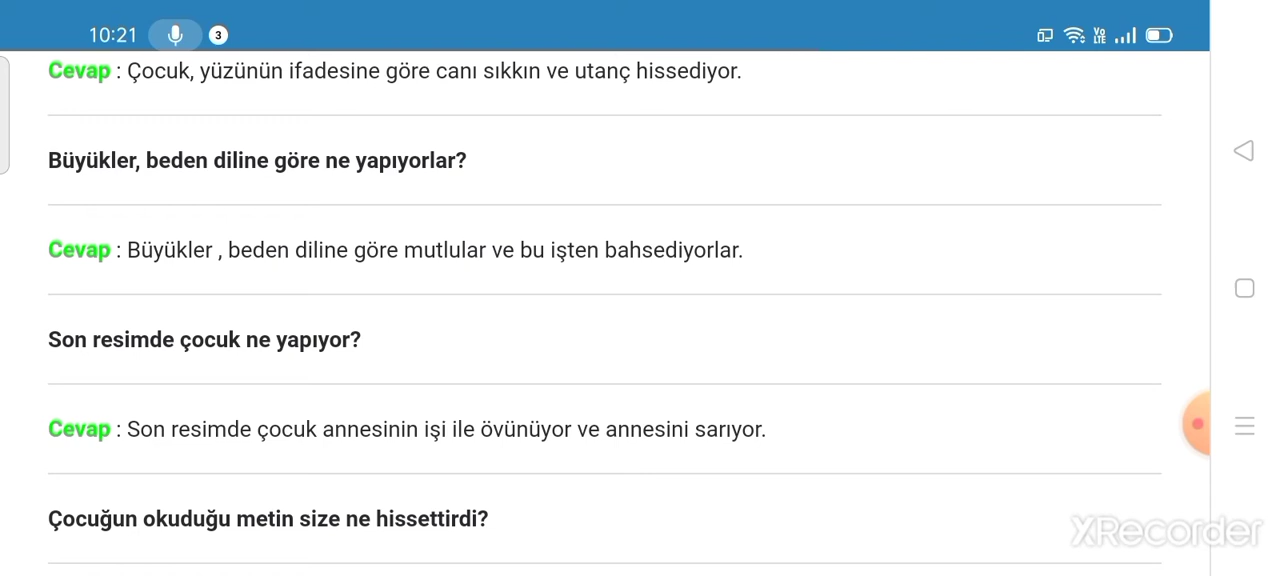 10:21
3
Cevap : Çocuk, yüzünün ifadesine göre canı sıkkın ve utanç hissediyor.
Büyükler, beden diline göre ne yapıyorlar?
Cevap : Büyükler , beden diline göre mutlular ve bu işten bahsediyorlar.
Son resimde çocuk ne yapıyor?
Cevap : Son resimde çocuk annesinin işi ile övünüyor ve annesini sarıyor.
Çocuğun okuduğu metin size ne hissettirdi?
XRecorder